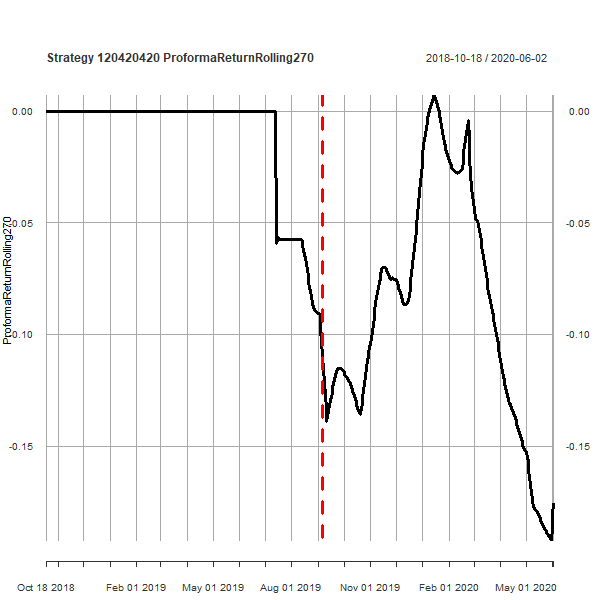 Strategy 120420420 ProformaReturnRolling270
2018-10-18 / 2020-06-02
0.00
0.00
-0.05
-0.05
ProformaReturnRolling270
-0.10
-0.10
-0.15
-0.15
Oct 18 2018
Feb 01 2019
May 01 2019
Aug 01 2019
Nov 01 2019
Feb 01 2020
May 01 2020